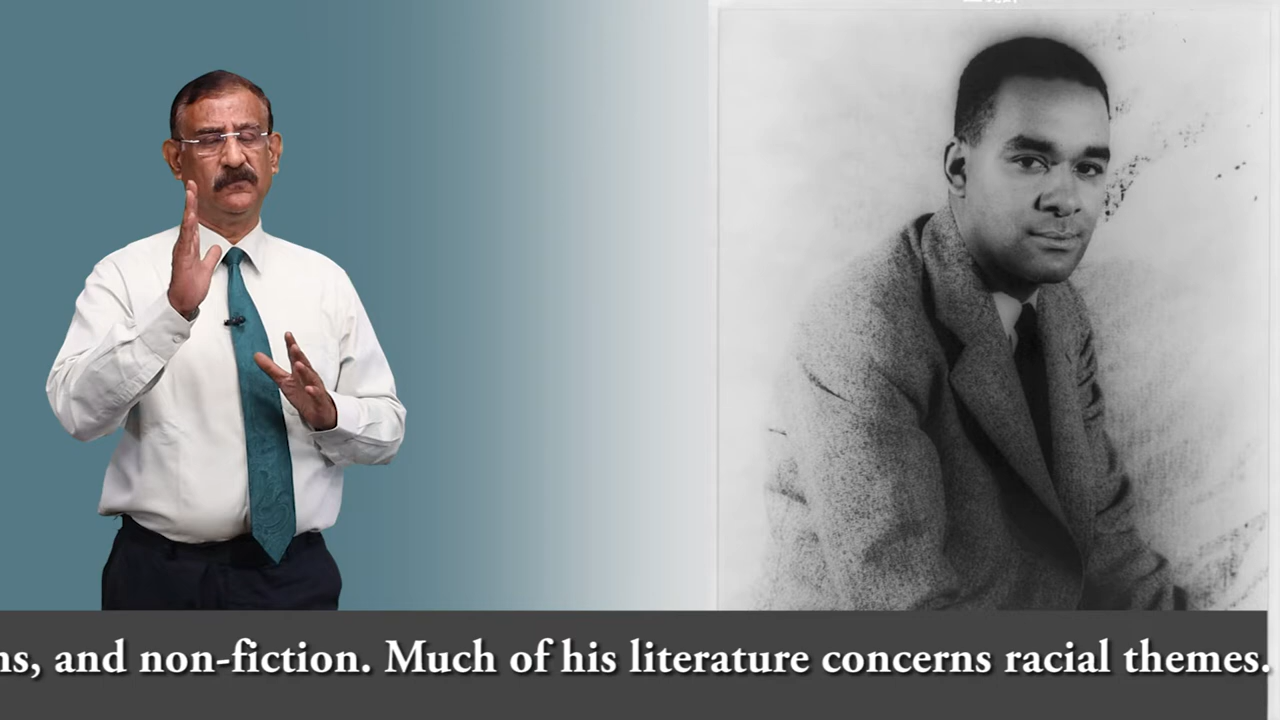 ns, and non-fiction. Much of his literature concerns racial themes.